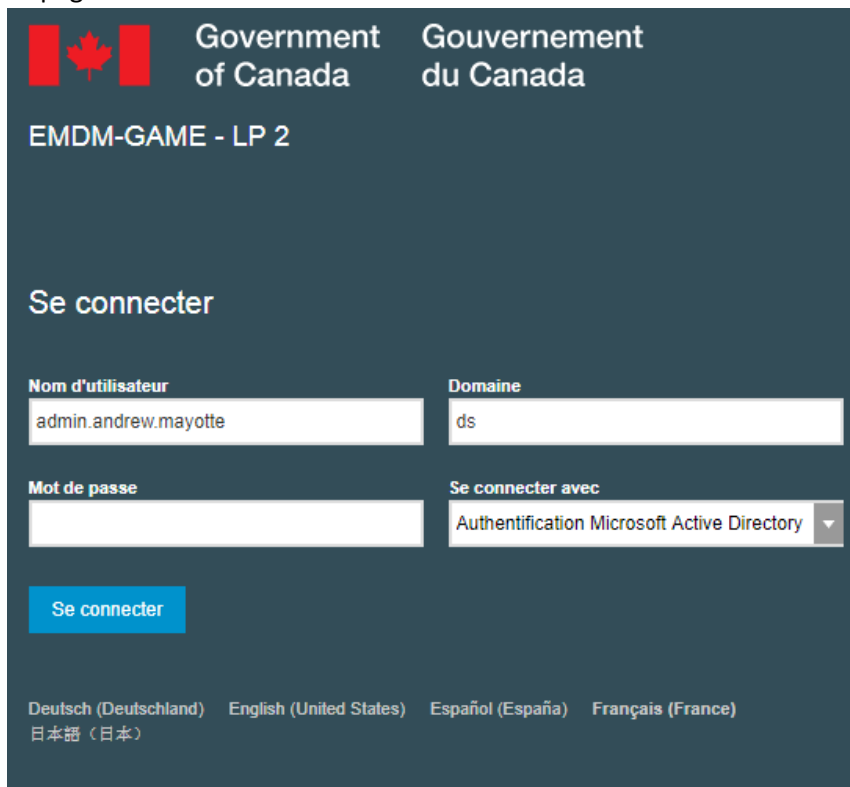 Government Gouvernement
of Canada du Canada
EMDM-GAME - LP 2
Se connecter
Nom d'utilisateur Domaine
admin.andrew.mayotte ds
Mot de passe Se connecter avec
Authentification Microsoft Active Directory
Se connecter
Deutsch (Deutschland) English (United States) Español (España) Français (France)
日本語（日本）